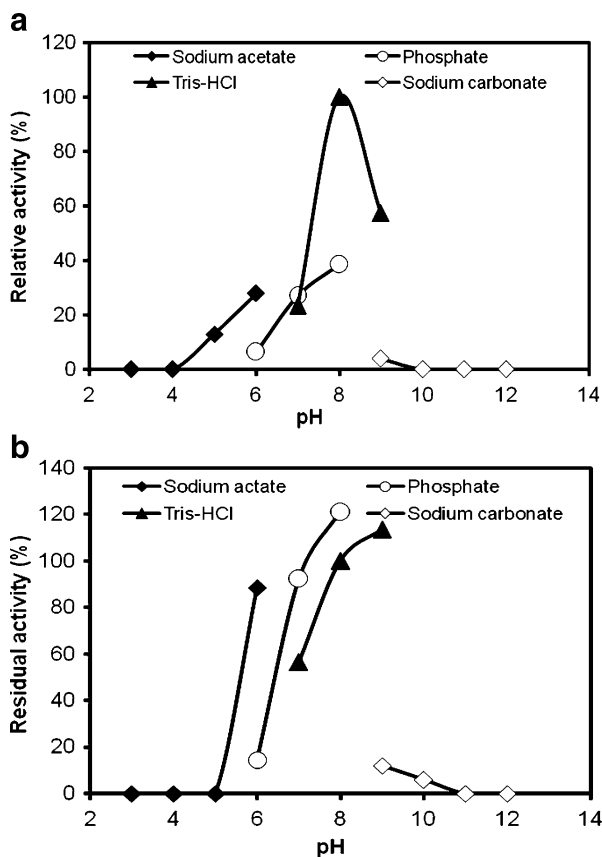 a
Sodium acetate
Phosphate
Tris-HCl
Sodium carbonate
Relative activity (%)
120
100
80
60
40
20
0
2 4 6 8 10 12 14
pH
b
Sodium actate
Phosphate
Tris-HCl
Sodium carbonate
Residual activity (%)
140
120
100
80
60
40
20
0
2 4 6 8 10 12 14
pH